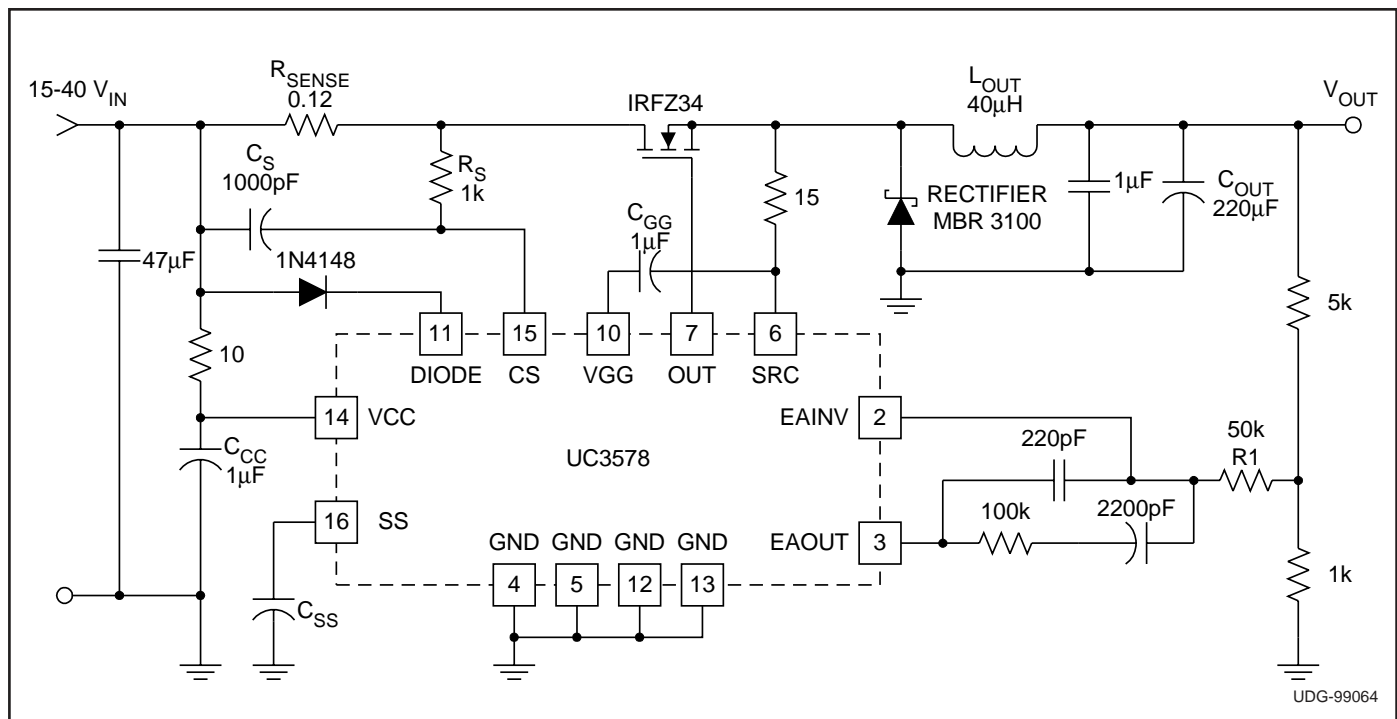 15-40 V_IN
R_SENSE
0.12
C_S
1000pF
R_S
1k
IRFZ34
L_OUT
40µH
V_OUT
15
RECTIFIER
MBR 3100
1µF
C_OUT
220µF
C_GG
1µF
47µF
1N4148
5k
10
11
15
10
7
6
DIODE
CS
VGG
OUT
SRC
14
VCC
EAINV
2
C_CC
1µF
UC3578
220pF
50k
R1
16
SS
100k
2200pF
GND
GND
GND
GND
EAOUT
3
4
5
12
13
1k
C_SS
UDG-99064